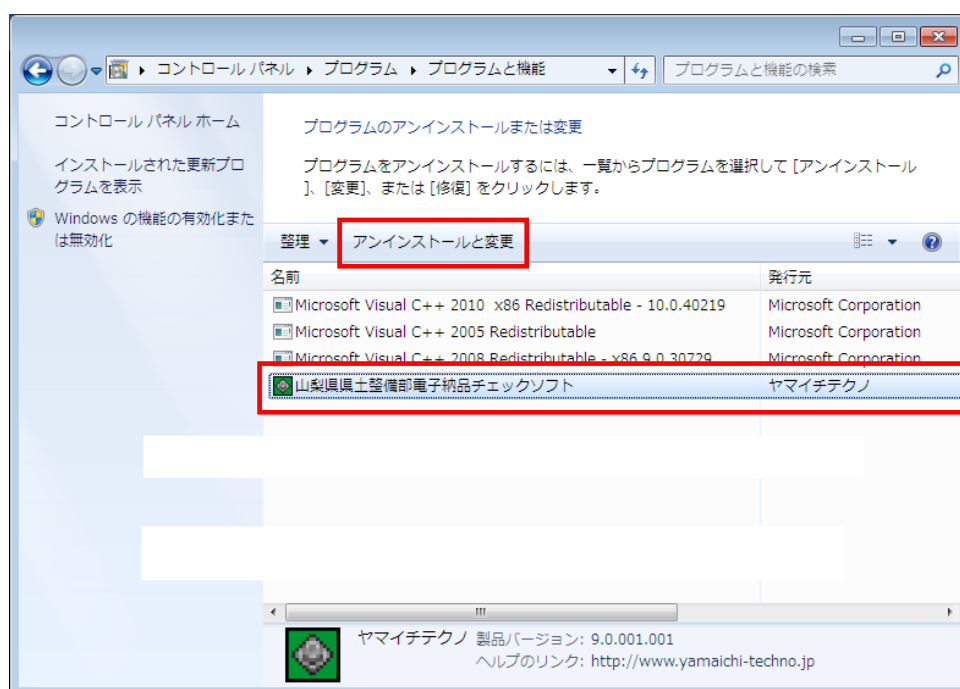 コントロール パネル ▸ プログラム ▸ プログラムと機能
プログラムと機能の検索
コントロール パネル ホーム
インストールされた更新プロ
グラムを表示
Windows の機能の有効化また
は無効化
プログラムのアンインストールまたは変更
プログラムをアンインストールするには、一覧からプログラムを選択して [アンインストール
]、[変更]、または [修復] をクリックします。
整理 ▼ アンインストールと変更
名前 発行元
Microsoft Visual C++ 2010 x86 Redistributable - 10.0.40219 Microsoft Corporation
Microsoft Visual C++ 2005 Redistributable Microsoft Corporation
Microsoft Visual C++ 2008 Redistributable - x86 9.0.30729 Microsoft Corporation
山梨県県土整備部電子納品チェックソフト ヤマイチテクノ
ヤマイチテクノ 製品バージョン: 9.0.001.001
ヘルプのリンク: http://www.yamaichi-techno.jp